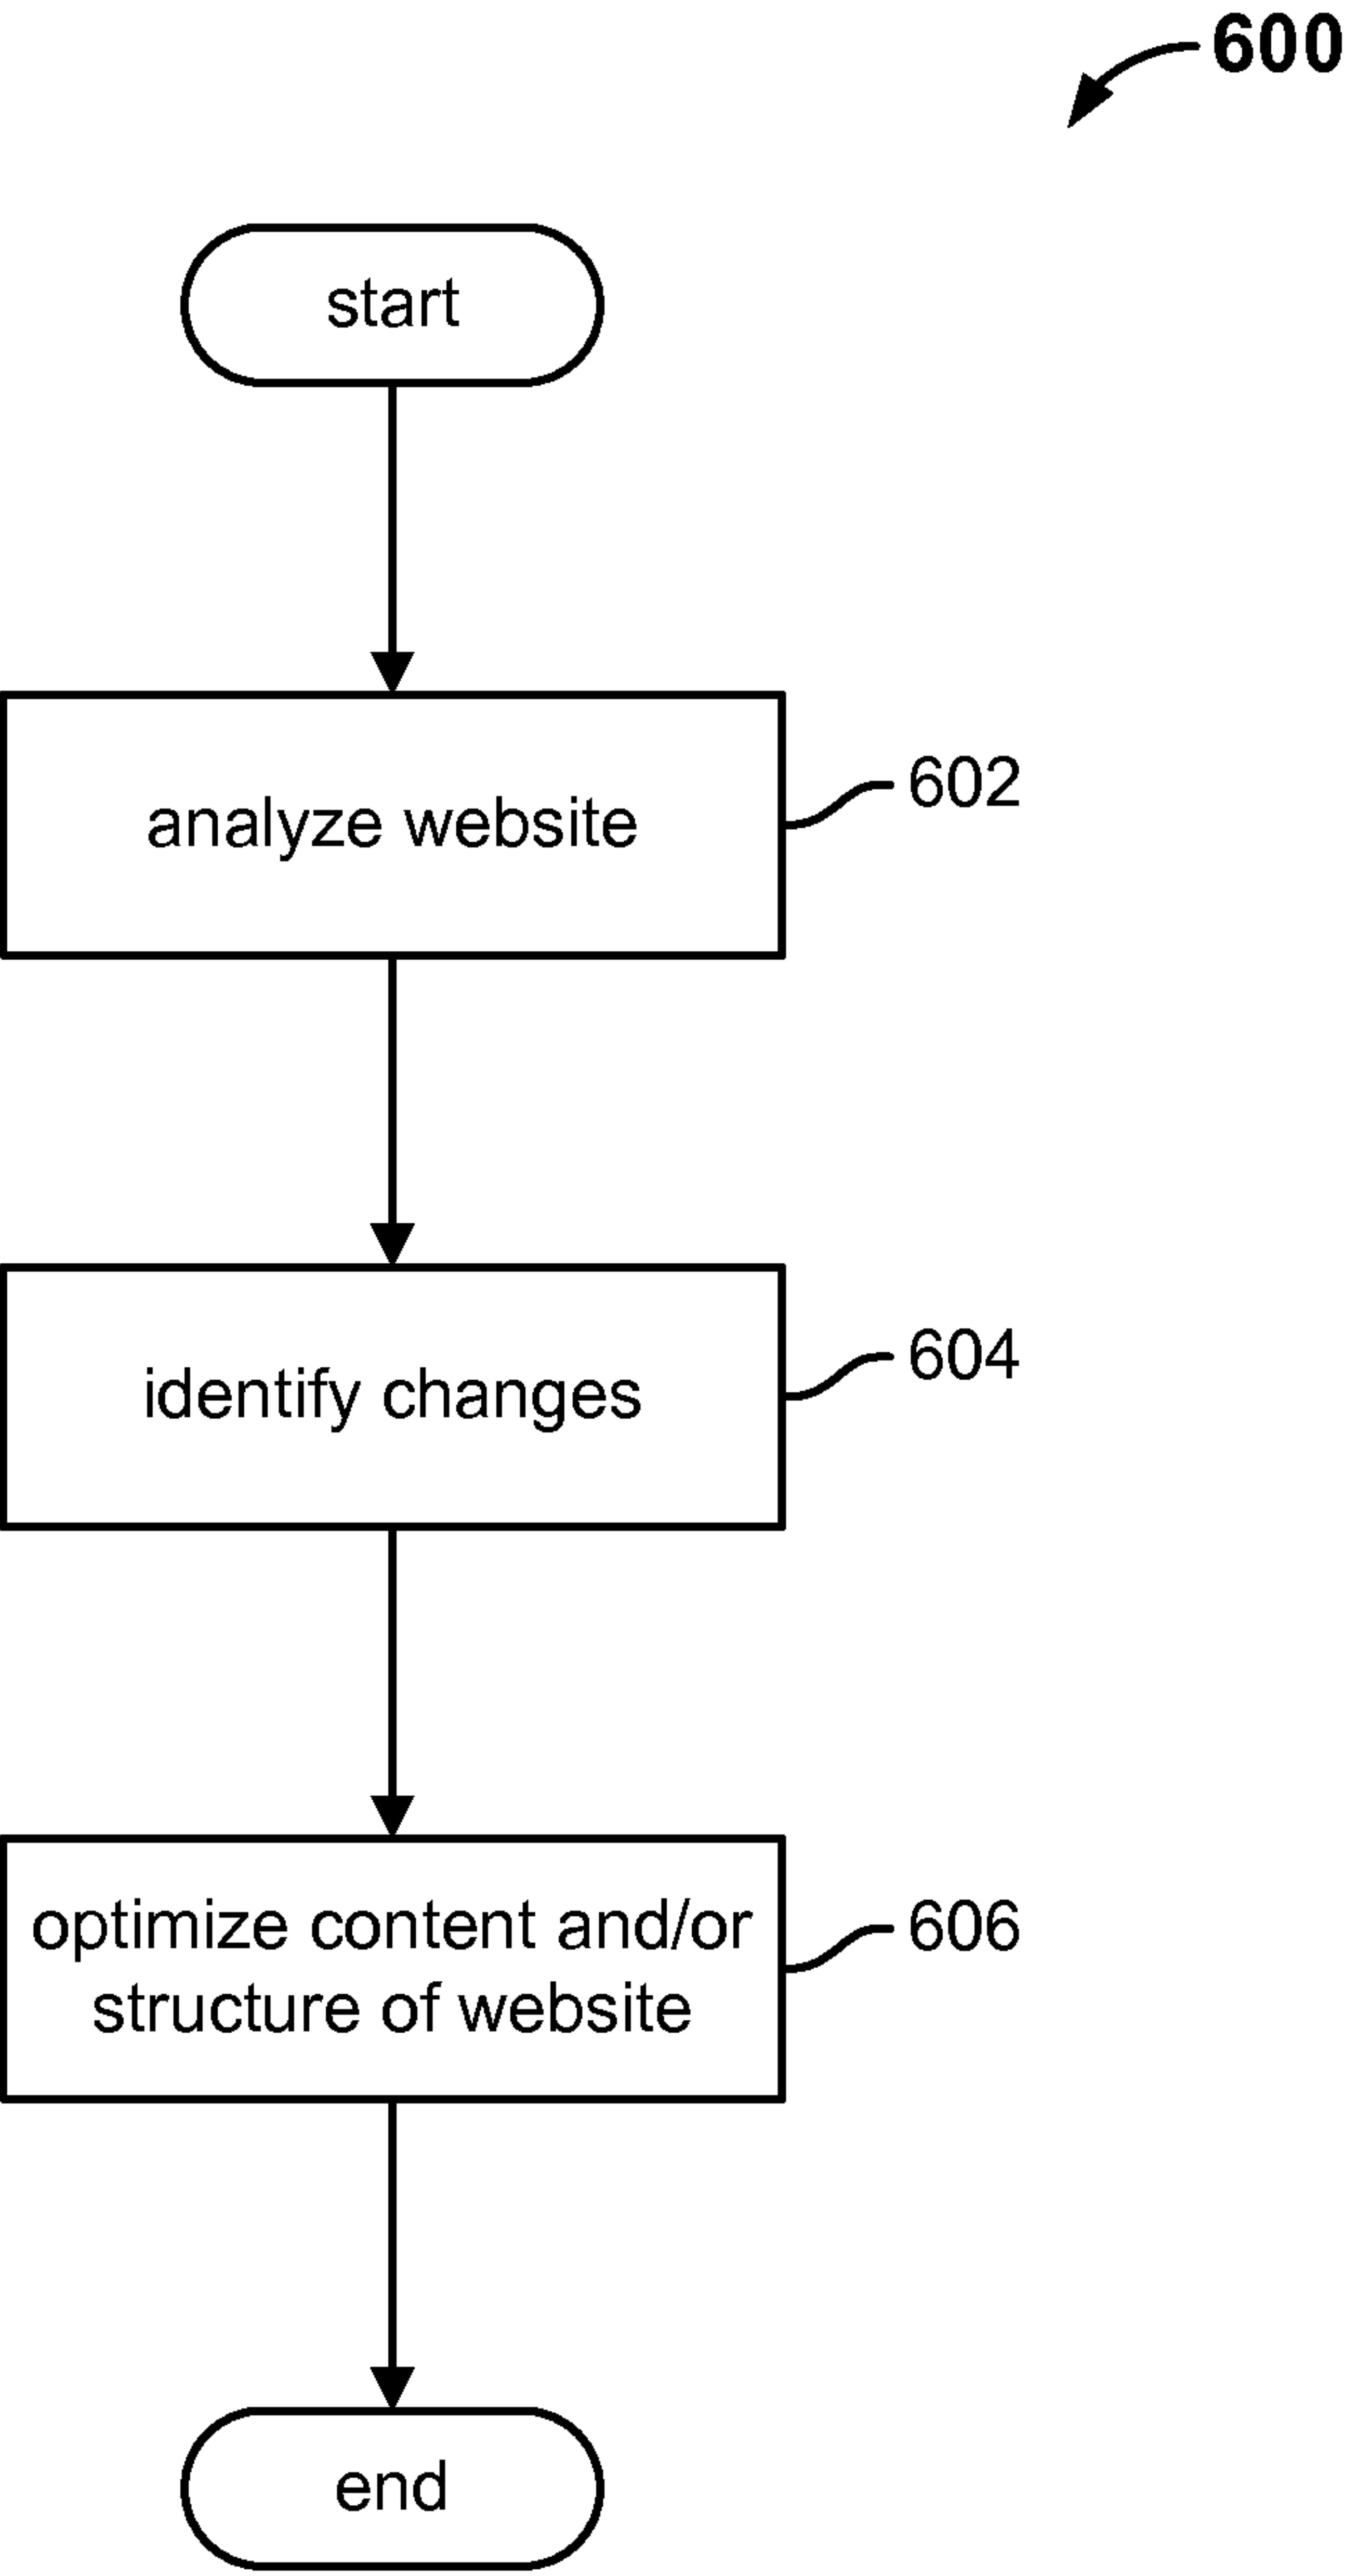 600
start
analyze website
602
identify changes
604
optimize content and/or
structure of website
606
end